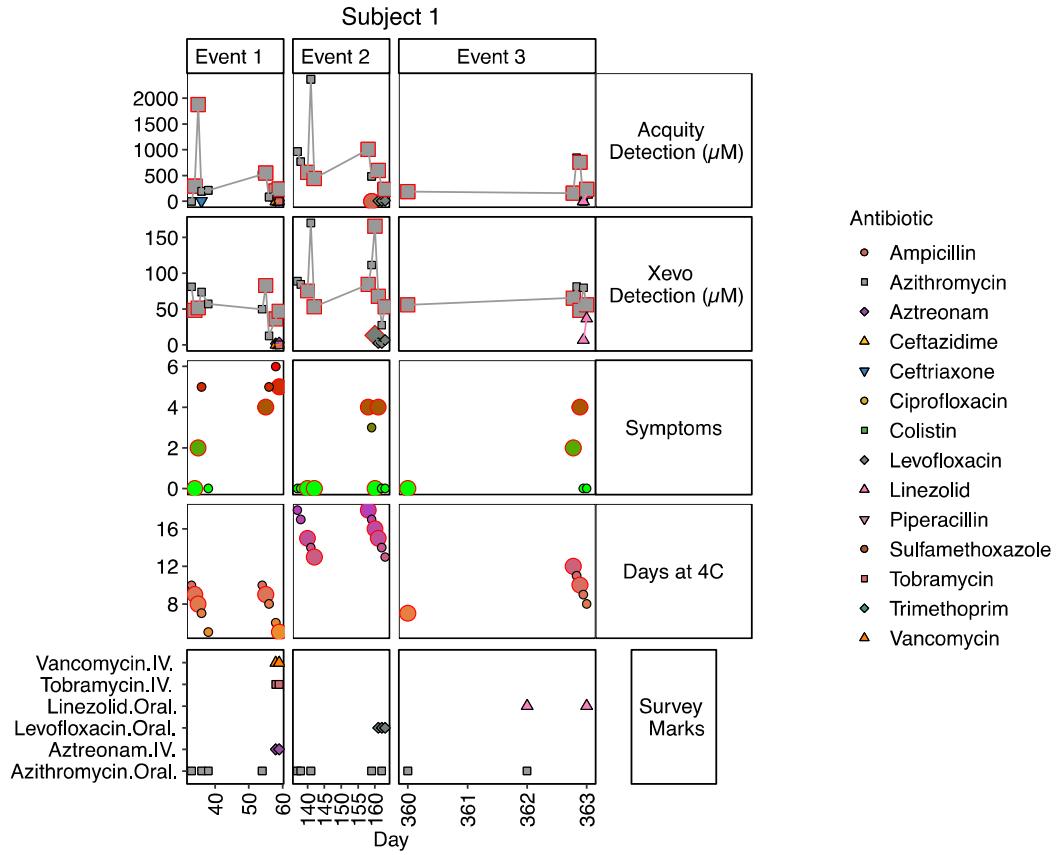 Subject 1
Event 1
Event 2
Event 3
2000
1500
1000
500
0
Acquity
Detection (µM)
150
100
50
0
Xevo
Detection (µM)
6
4
2
0
Symptoms
16
12
8
Days at 4C
Vancomycin.IV.
Tobramycin.IV.
Linezolid.Oral.
Levofloxacin.Oral.
Aztreonam.IV.
Azithromycin.Oral.
Survey
Marks
40
60
140
145
150
155
160
360
361
362
363
Day
Antibiotic
Ampicillin
Azithromycin
Aztreonam
Ceftazidime
Ceftriaxone
Ciprofloxacin
Colistin
Levofloxacin
Linezolid
Piperacillin
Sulfamethoxazole
Tobramycin
Trimethoprim
Vancomycin